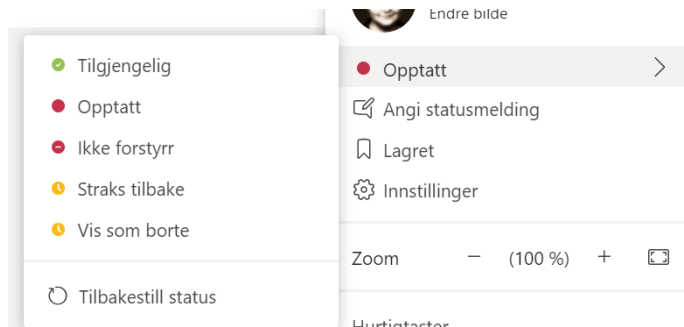 Endre bilde
Tilgjengelig
Opptatt
Ikke forstyrr
Straks tilbake
Vis som borte
Tilbakestill status
Opptatt
Angi statusmelding
Lagret
Innstillinger
Zoom − (100 %) +
Hurtigtaster